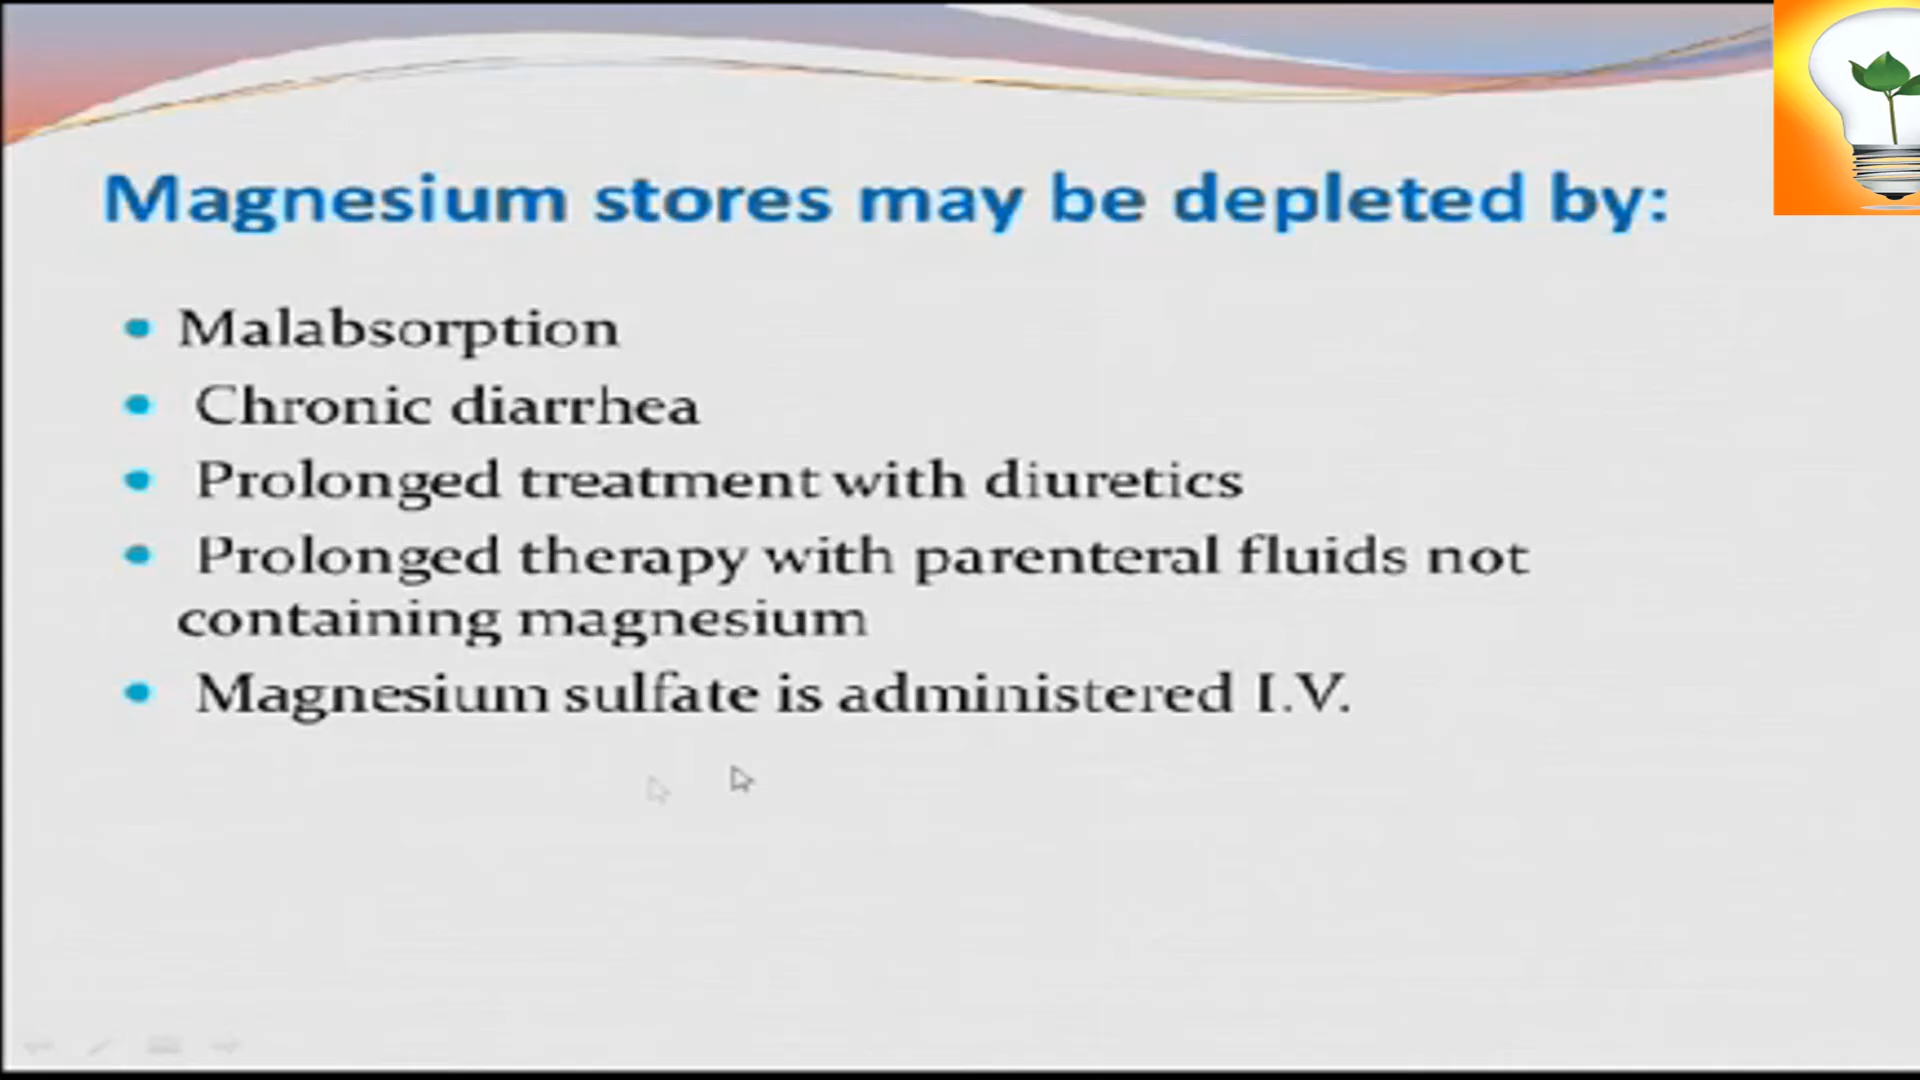 Magnesium stores may be depleted by:
• Malabsorption
• Chronic diarrhea
• Prolonged treatment with diuretics
• Prolonged therapy with parenteral fluids not
containing magnesium
• Magnesium sulfate is administered I.V.